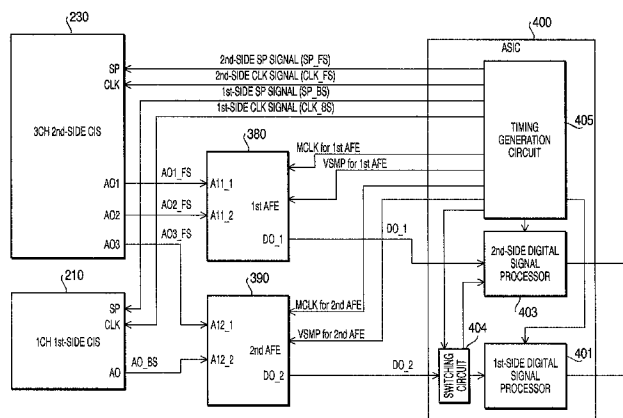 230
400
ASIC
2nd-SIDE SP SIGNAL (SP_FS)
SP
2nd-SIDE CLK SIGNAL (CLK_FS)
CLK
1st-SIDE SP SIGNAL (SP_BS)
1st-SIDE CLK SIGNAL (CLK_BS)
3CH 2nd-SIDE CIS
380
TIMING
GENERATION
CIRCUIT
405
MCLK for 1st AFE
VSMP for 1st AFE
AO1
AO1_FS
A11_1
AO2
AO2_FS
A11_2
1st AFE
AO3
AO3_FS
DO_1
DO_1
2nd-SIDE DIGITAL
SIGNAL
PROCESSOR
403
210
390
SP
CLK
1CH 1st-SIDE CIS
MCLK for 2nd AFE
A12_1
VSMP for 2nd AFE
2nd AFE
404
AO
AO_BS
A12_2
DO_2
DO_2
SWITCHING
CIRCUIT
1st-SIDE DIGITAL
SIGNAL
PROCESSOR
401